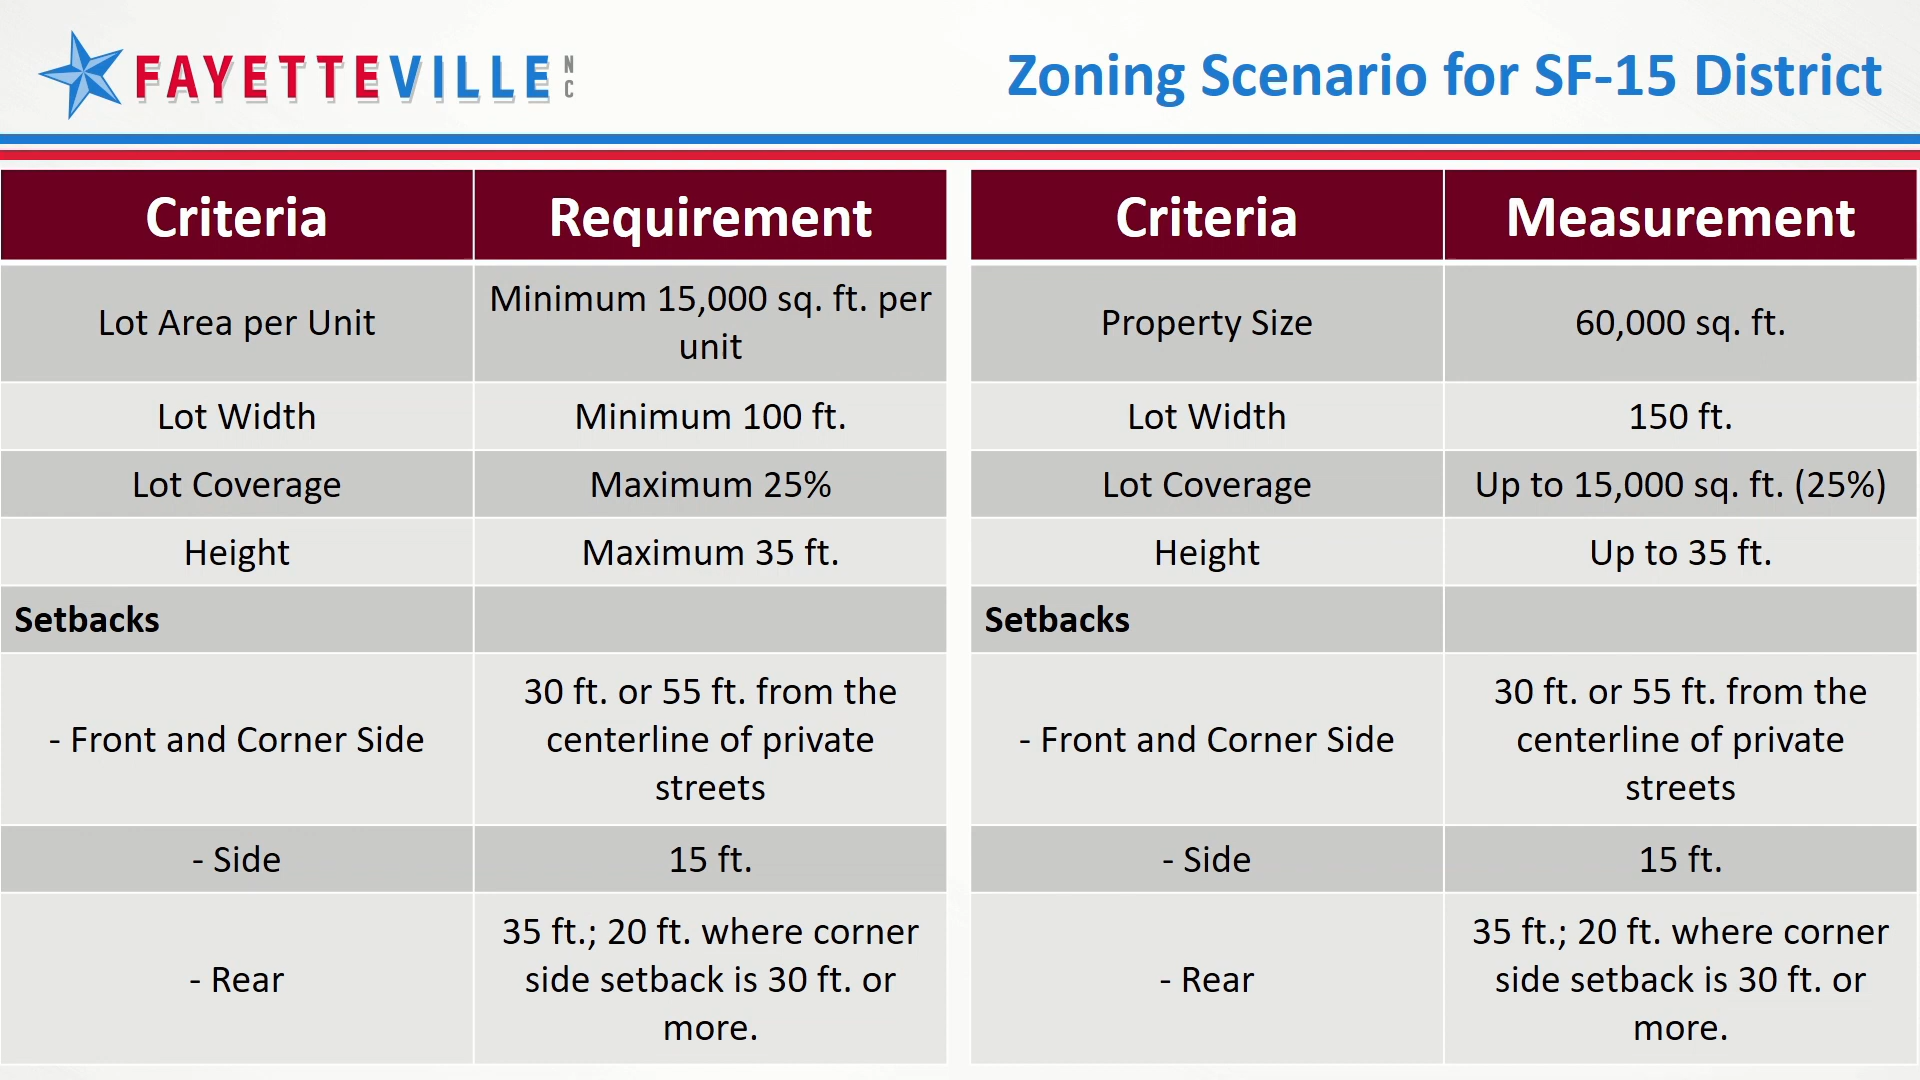 FAYETTEVILLE NC
Zoning Scenario for SF-15 District
Criteria
Requirement
Lot Area per Unit
Minimum 15,000 sq. ft. per
unit
Lot Width
Minimum 100 ft.
Lot Coverage
Maximum 25%
Height
Maximum 35 ft.
Setbacks
- Front and Corner Side
30 ft. or 55 ft. from the
centerline of private
streets
- Side
15 ft.
- Rear
35 ft.; 20 ft. where corner
side setback is 30 ft. or
more.
Criteria
Measurement
Property Size
60,000 sq. ft.
Lot Width
150 ft.
Lot Coverage
Up to 15,000 sq. ft. (25%)
Height
Up to 35 ft.
Setbacks
- Front and Corner Side
30 ft. or 55 ft. from the
centerline of private
streets
- Side
15 ft.
- Rear
35 ft.; 20 ft. where corner
side setback is 30 ft. or
more.